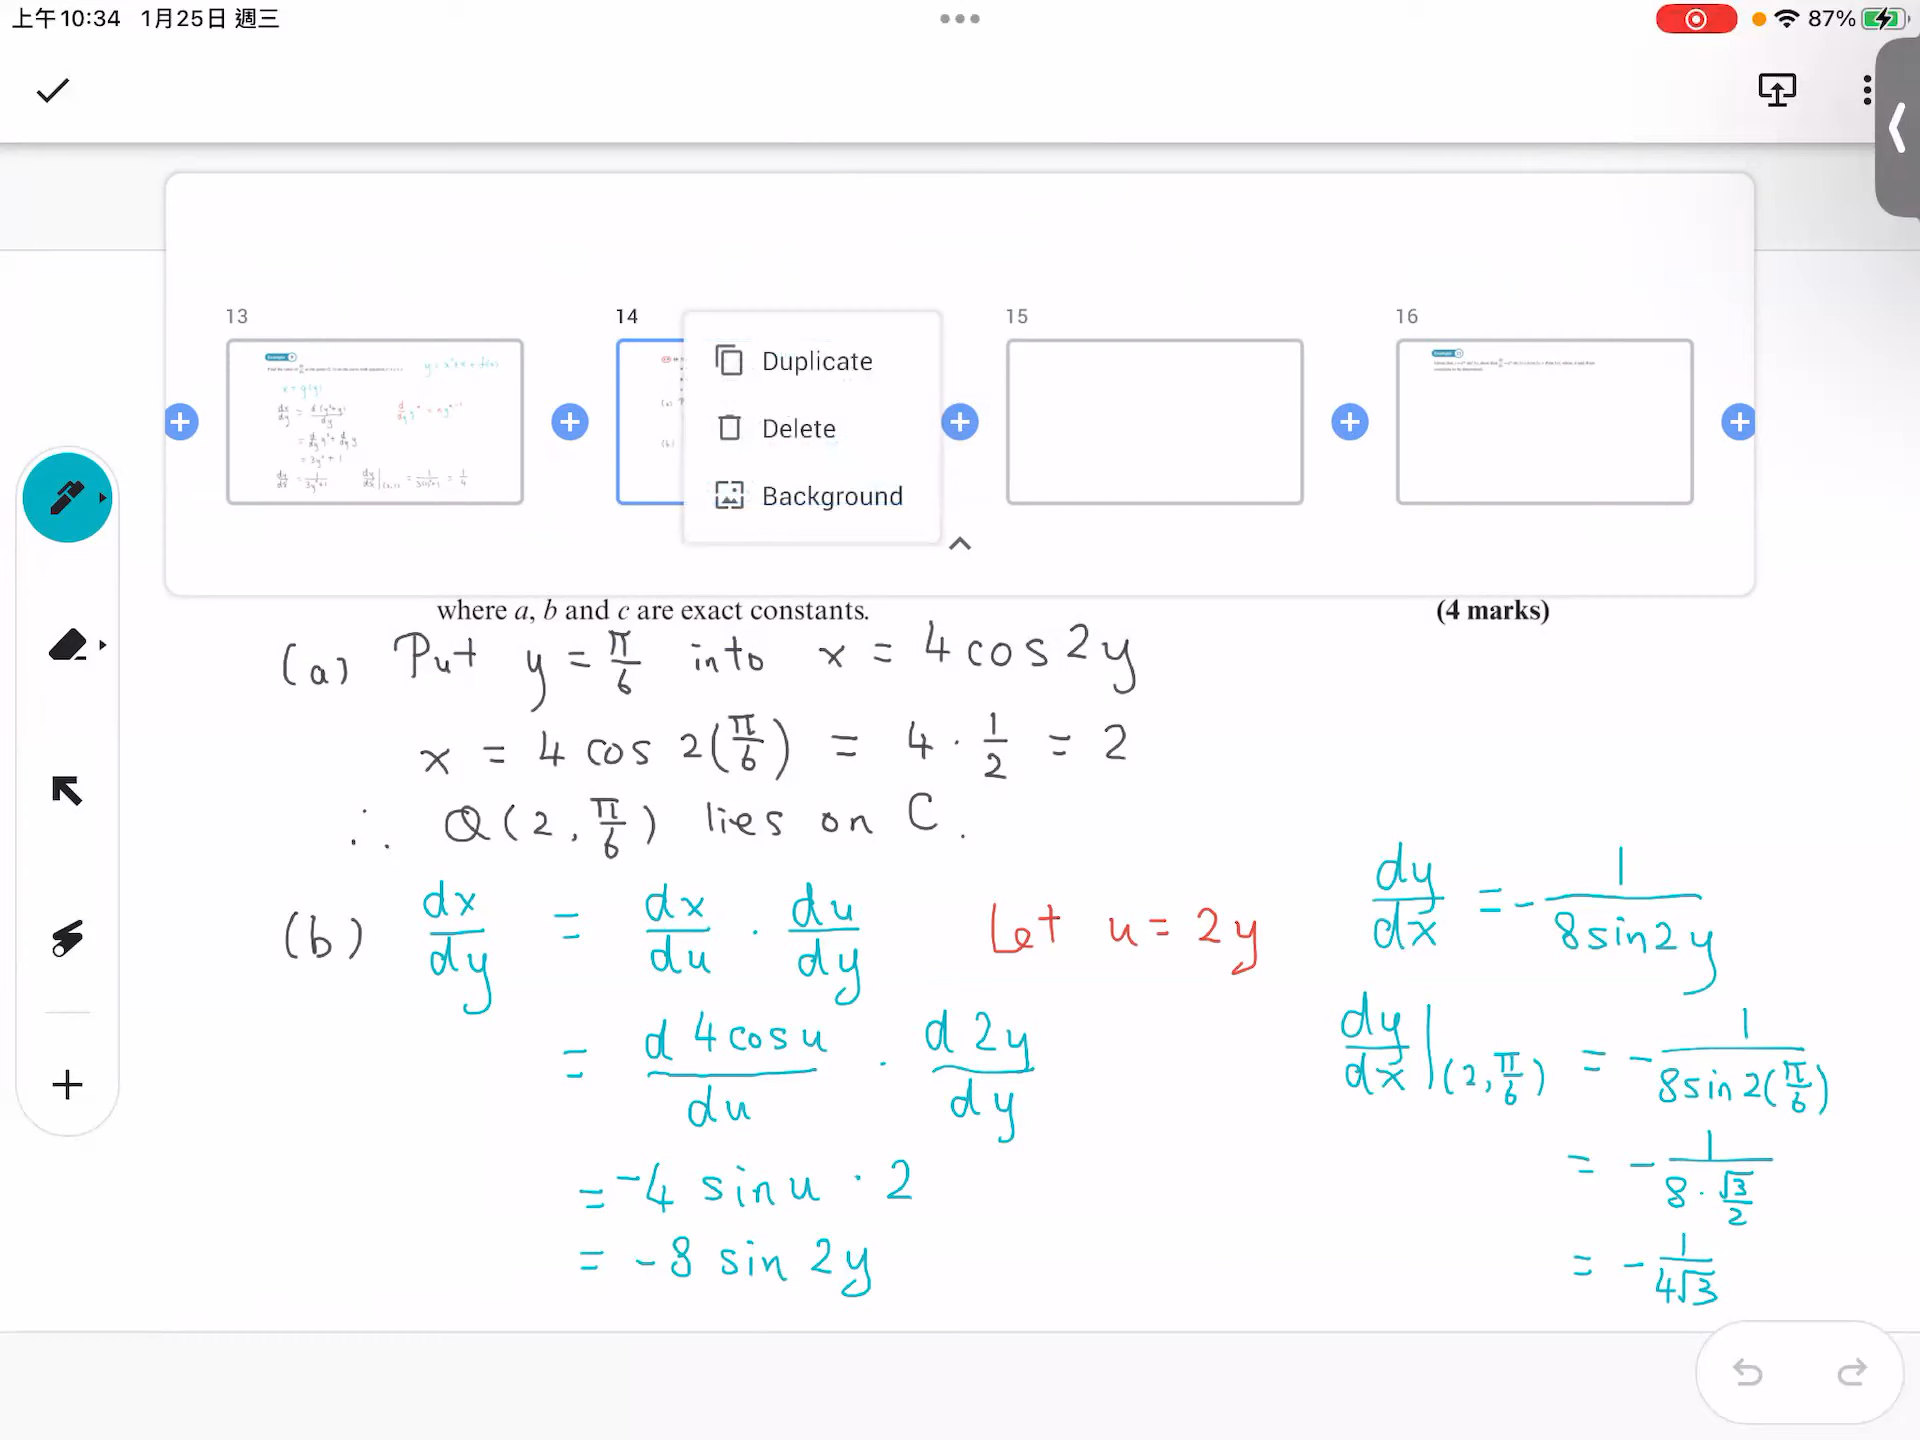 上午10:34 1月25日 週三
87%
13
14
15
16
Duplicate
Delete
Background
where a, b and c are exact constants. (4 marks)
(a) Put y = π/6 into x = 4 cos 2y
x = 4 cos 2(π/6) = 4 · 1/2 = 2
∴ Q(2, π/6) lies on C.
(b) dx/dy = dx/du · du/dy Let u = 2y
= d 4cosu/du · d 2y/dy
= -4 sin u · 2
= -8 sin 2y
dy/dx = - 1/8sin2y
dy/dx |(2, π/6) = - 1/8sin2(π/6)
= - 1/8·√3/2
= - 1/4√3